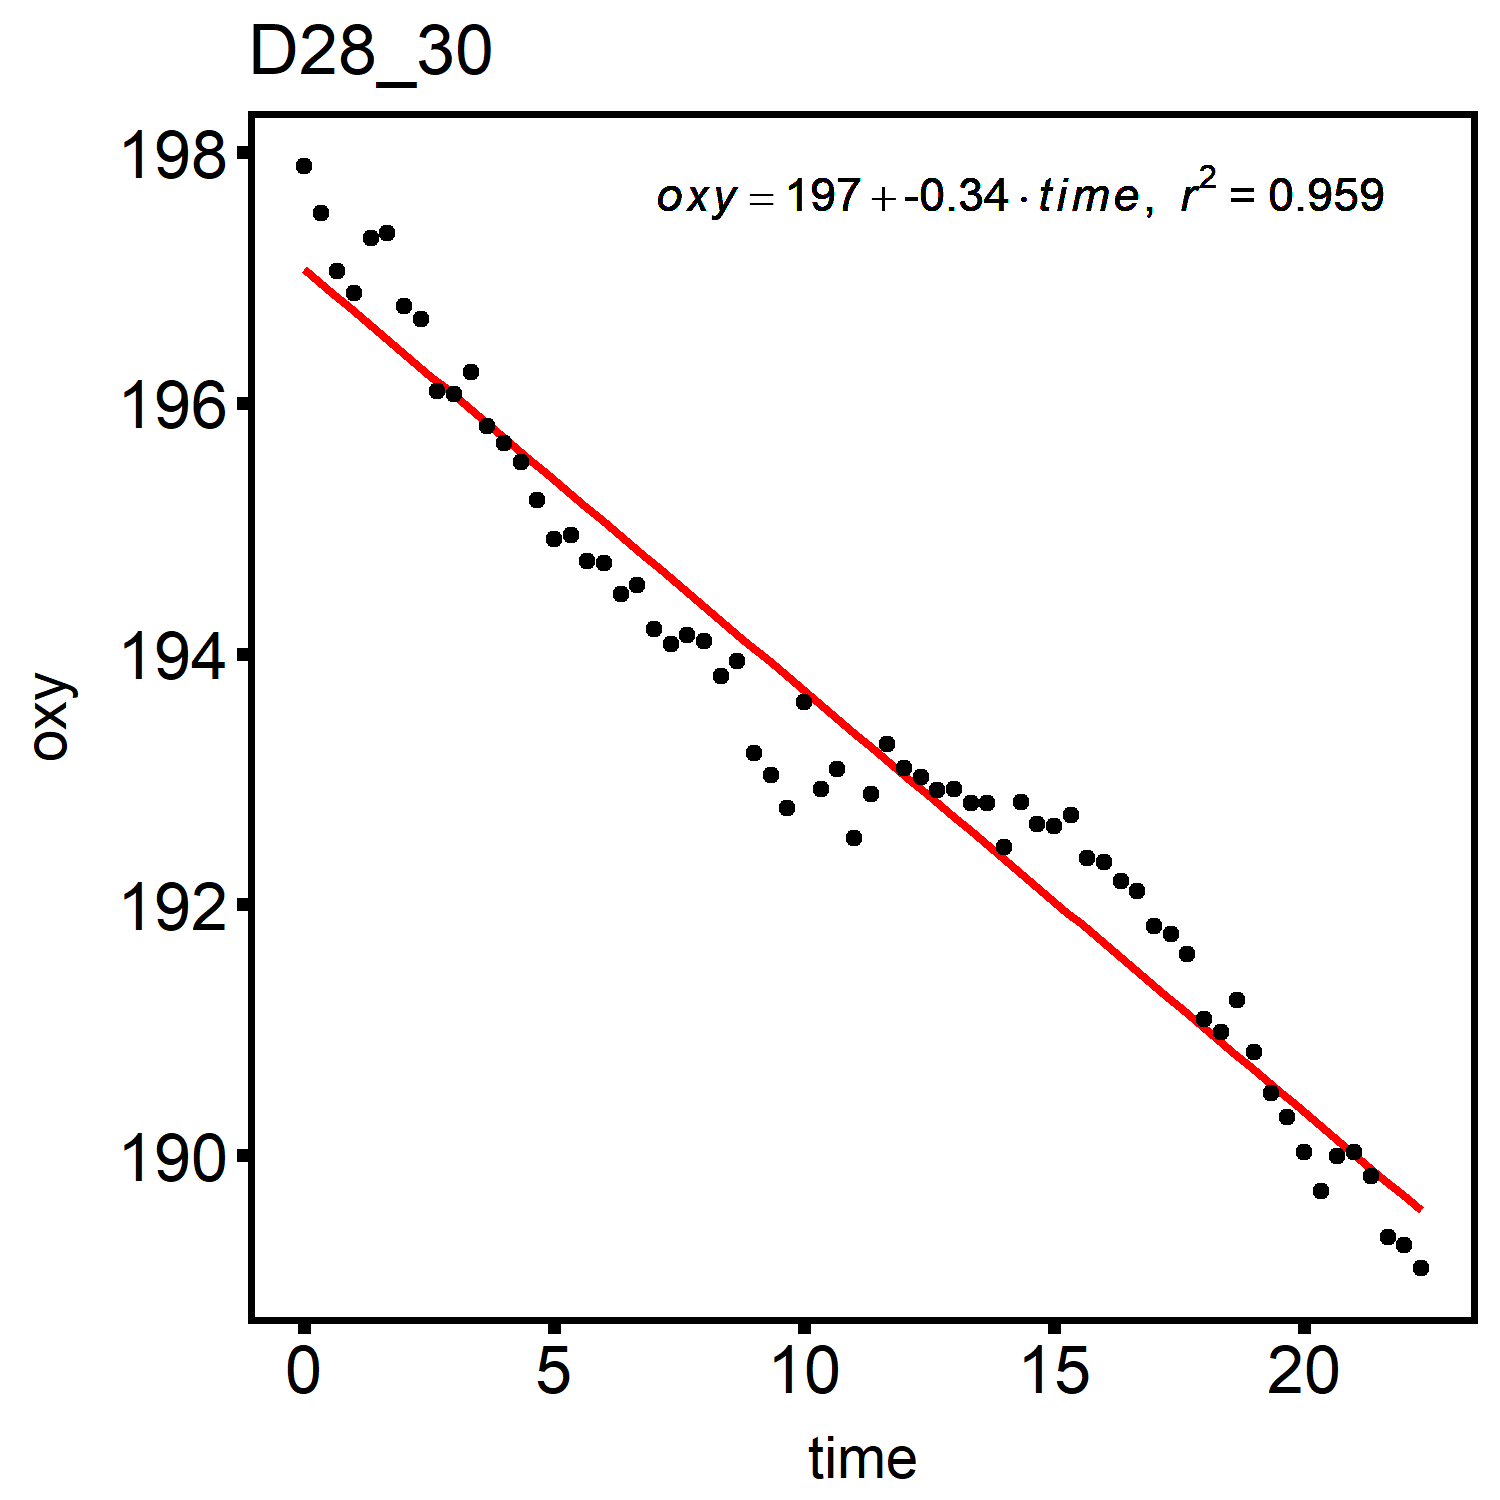 D28_30
oxy = 197 + -0.34 · time, r² = 0.959
198
196
194
192
190
oxy
0 5 10 15 20
time